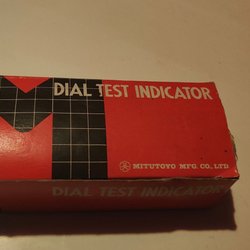 DIAL TEST INDICATOR
MITUTOYO MFG. CO., LTD.
DIAL TEST INDICATOR